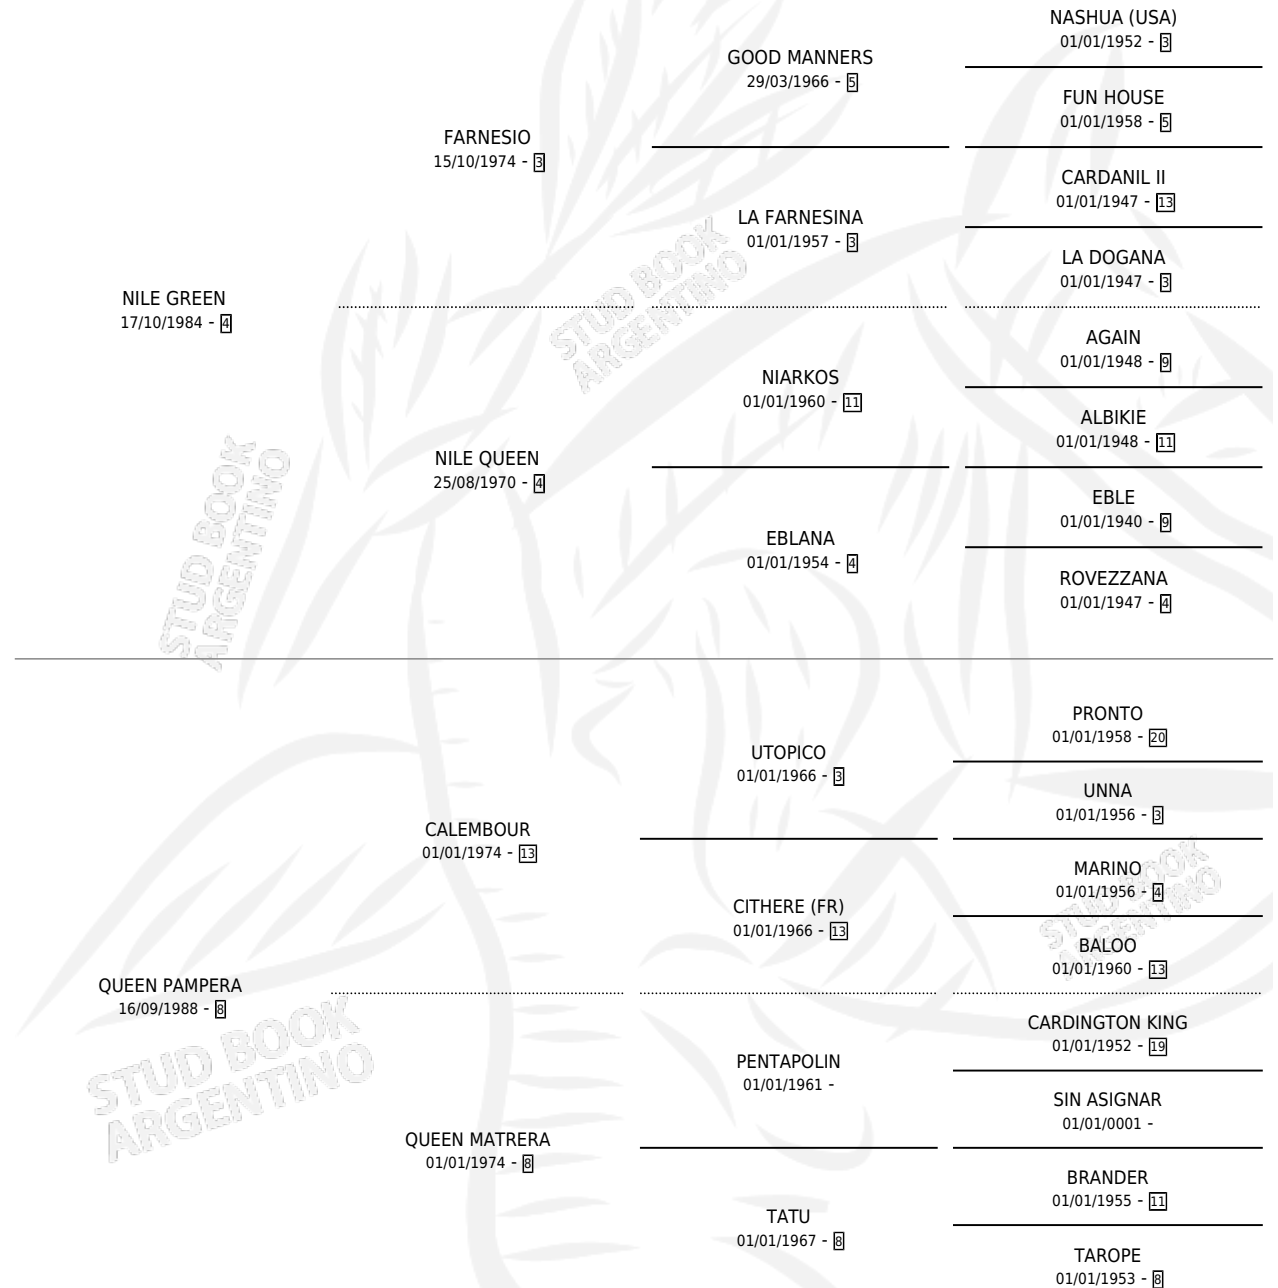 NASHUA (USA)
01/01/1952 - 3
GOOD MANNERS
29/03/1966 - 5
FUN HOUSE
01/01/1958 - 5
FARNESIO
15/10/1974 - 3
CARDANIL II
01/01/1947 - 13
LA FARNESINA
01/01/1957 - 3
LA DOGANA
01/01/1947 - 3
NILE GREEN
17/10/1984 - 4
AGAIN
01/01/1948 - 9
NIARKOS
01/01/1960 - 11
ALBIKIE
01/01/1948 - 11
NILE QUEEN
25/08/1970 - 4
EBLE
01/01/1940 - 9
EBLANA
01/01/1954 - 4
ROVEZZANA
01/01/1947 - 4
STUD BOOK
ARGENTINO
STUD BOOK
ARGENTINO
PRONTO
01/01/1958 - 20
UTOPICO
01/01/1966 - 3
UNNA
01/01/1956 - 3
CALEMBOUR
01/01/1974 - 13
MARINO
01/01/1956 - 4
CITHERE (FR)
01/01/1966 - 13
BALOO
01/01/1960 - 13
STUD BOOK
ARGENTINO
QUEEN PAMPERA
16/09/1988 - 8
CARDINGTON KING
01/01/1952 - 19
PENTAPOLIN
01/01/1961 -
SIN ASIGNAR
01/01/0001 -
QUEEN MATRERA
01/01/1974 - 8
BRANDER
01/01/1955 - 11
TATU
01/01/1967 - 8
TAROPE
01/01/1953 - 8
STUD BOOK
ARGENTINO